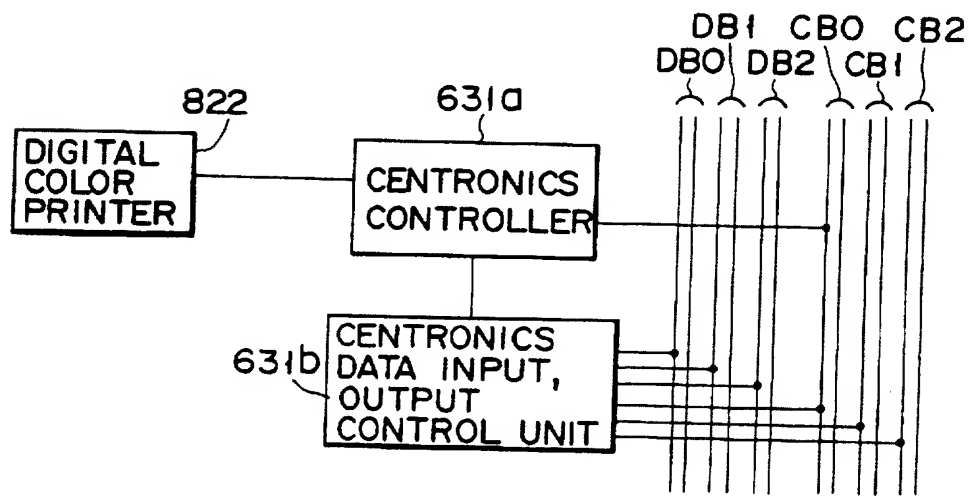 DB1 CB0 CB2
DB0 DB2 CB1
822
631a
DIGITAL
COLOR
PRINTER
CENTRONICS
CONTROLLER
631b
CENTRONICS
DATA INPUT,
OUTPUT
CONTROL UNIT